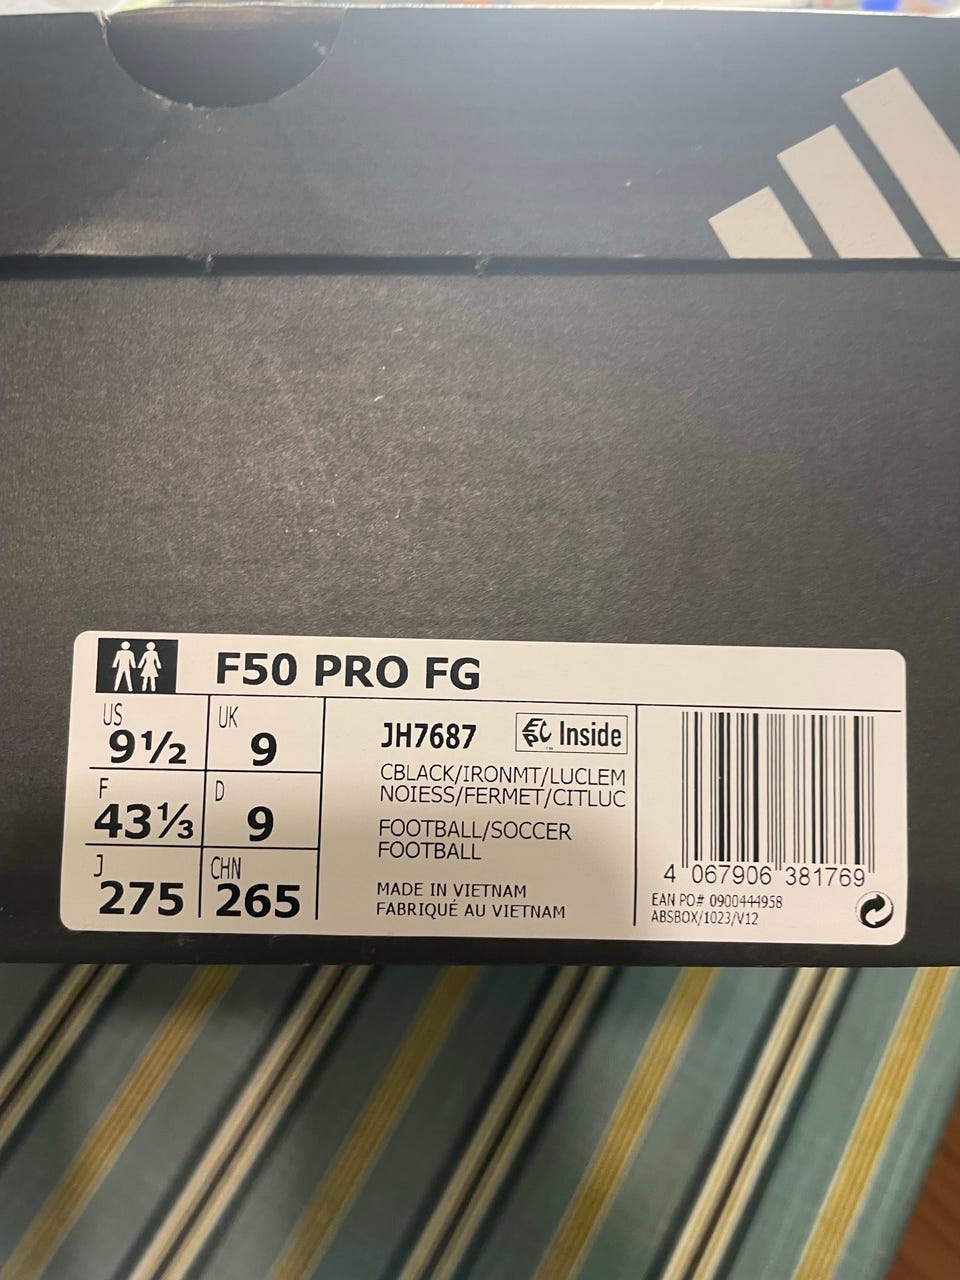 F50 PRO FG
US
9½
UK
9
F
43⅓
D
9
J
275
CHN
265
JH7687
Inside
CBLACK/IRONMT/LUCLEM
NOIESS/FERMET/CITLUC
FOOTBALL/SOCCER
FOOTBALL
MADE IN VIETNAM
FABRIQUÉ AU VIETNAM
4 067906 381769
EAN PO# 0900444958
ABSBOX/1023/V12